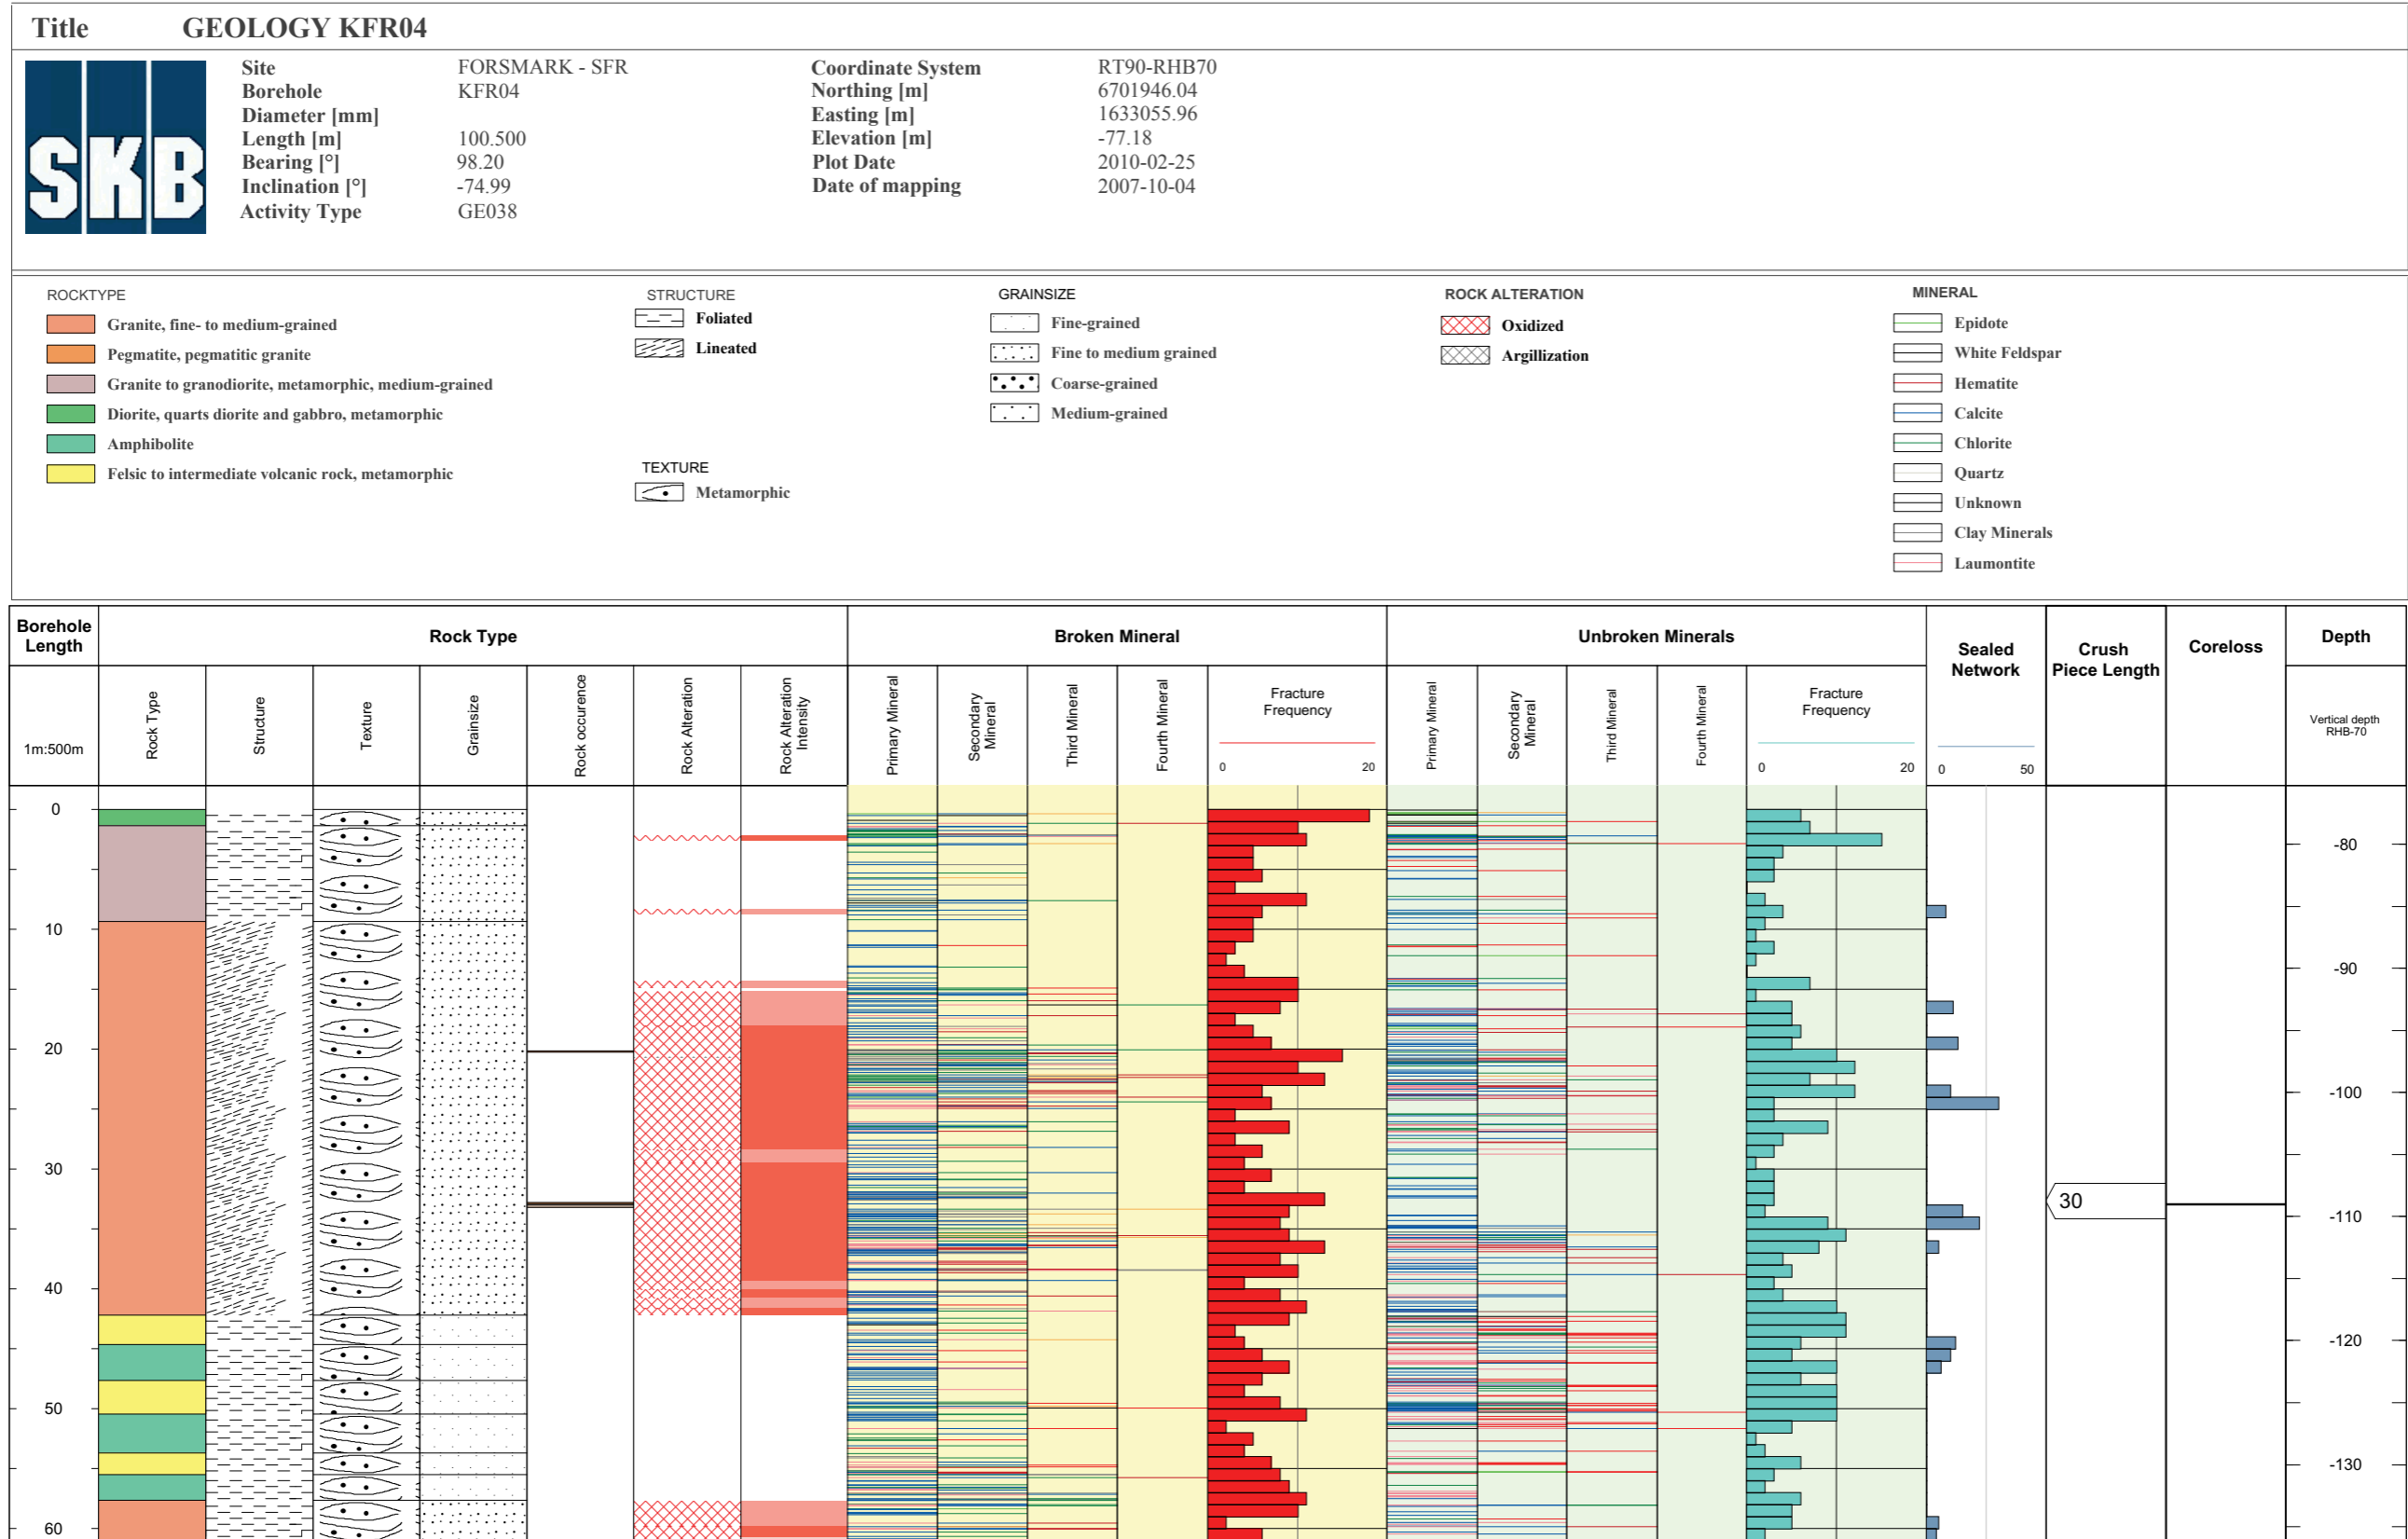 Title GEOLOGY KFR04
SKB
Site FORSMARK - SFR
Borehole KFR04
Diameter [mm]
Length [m] 100.500
Bearing [°] 98.20
Inclination [°] -74.99
Activity Type GE038
Coordinate System RT90-RHB70
Northing [m] 6701946.04
Easting [m] 1633055.96
Elevation [m] -77.18
Plot Date 2010-02-25
Date of mapping 2007-10-04
ROCKTYPE
Granite, fine- to medium-grained
Pegmatite, pegmatitic granite
Granite to granodiorite, metamorphic, medium-grained
Diorite, quarts diorite and gabbro, metamorphic
Amphibolite
Felsic to intermediate volcanic rock, metamorphic
STRUCTURE
Foliated
Lineated
TEXTURE
Metamorphic
GRAINSIZE
Fine-grained
Fine to medium grained
Coarse-grained
Medium-grained
ROCK ALTERATION
Oxidized
Argillization
MINERAL
Epidote
White Feldspar
Hematite
Calcite
Chlorite
Quartz
Unknown
Clay Minerals
Laumontite
Borehole
Length
Rock Type
Broken Mineral
Unbroken Minerals
Sealed
Network
Crush
Piece Length
Coreloss
Depth
1m:500m
Rock Type
Structure
Texture
Grainsize
Rock occurence
Rock Alteration
Rock Alteration
Intensity
Primary Mineral
Secondary
Mineral
Third Mineral
Fourth Mineral
Fracture
Frequency
0 20
Primary Mineral
Secondary
Mineral
Third Mineral
Fourth Mineral
Fracture
Frequency
0 20
0 50
Vertical depth
RHB-70
0
10
20
30
40
50
60
30
-80
-90
-100
-110
-120
-130